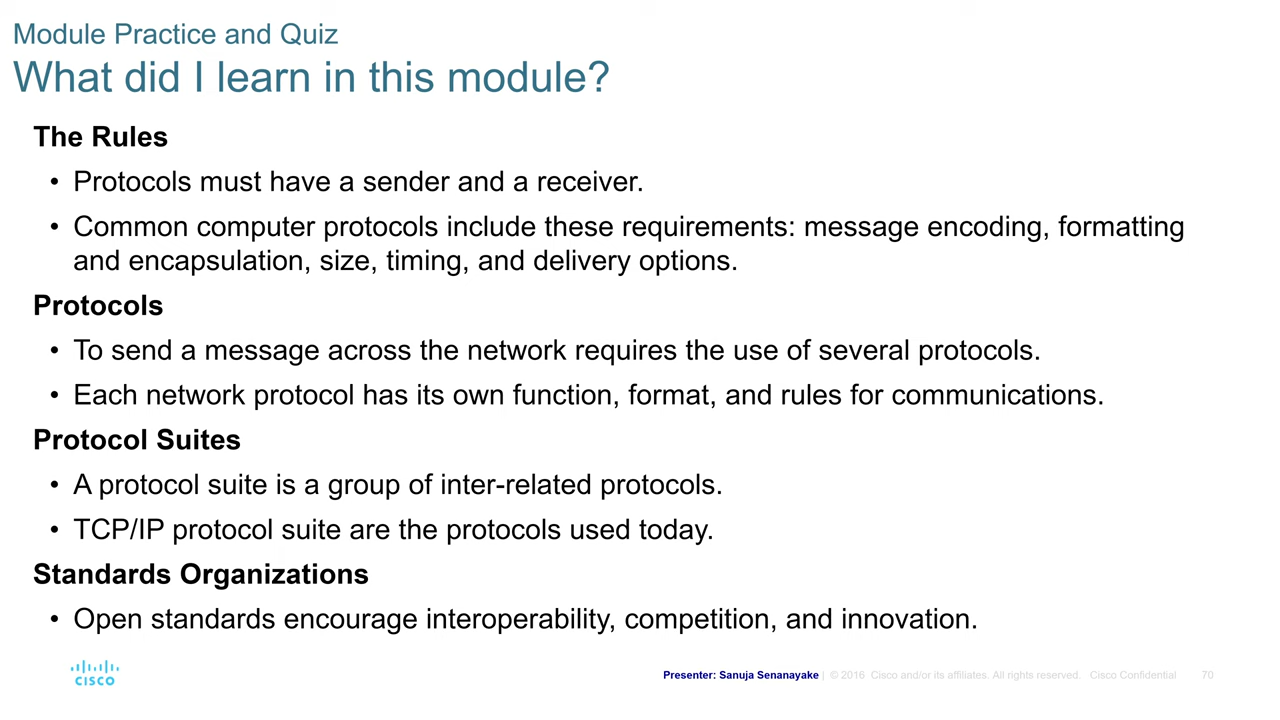 Module Practice and Quiz
What did I learn in this module?
The Rules
• Protocols must have a sender and a receiver.
• Common computer protocols include these requirements: message encoding, formatting
and encapsulation, size, timing, and delivery options.
Protocols
• To send a message across the network requires the use of several protocols.
• Each network protocol has its own function, format, and rules for communications.
Protocol Suites
• A protocol suite is a group of inter-related protocols.
• TCP/IP protocol suite are the protocols used today.
Standards Organizations
• Open standards encourage interoperability, competition, and innovation.
CISCO
Presenter: Sanuja Senanayake | © 2016 Cisco and/or its affiliates. All rights reserved. Cisco Confidential 70